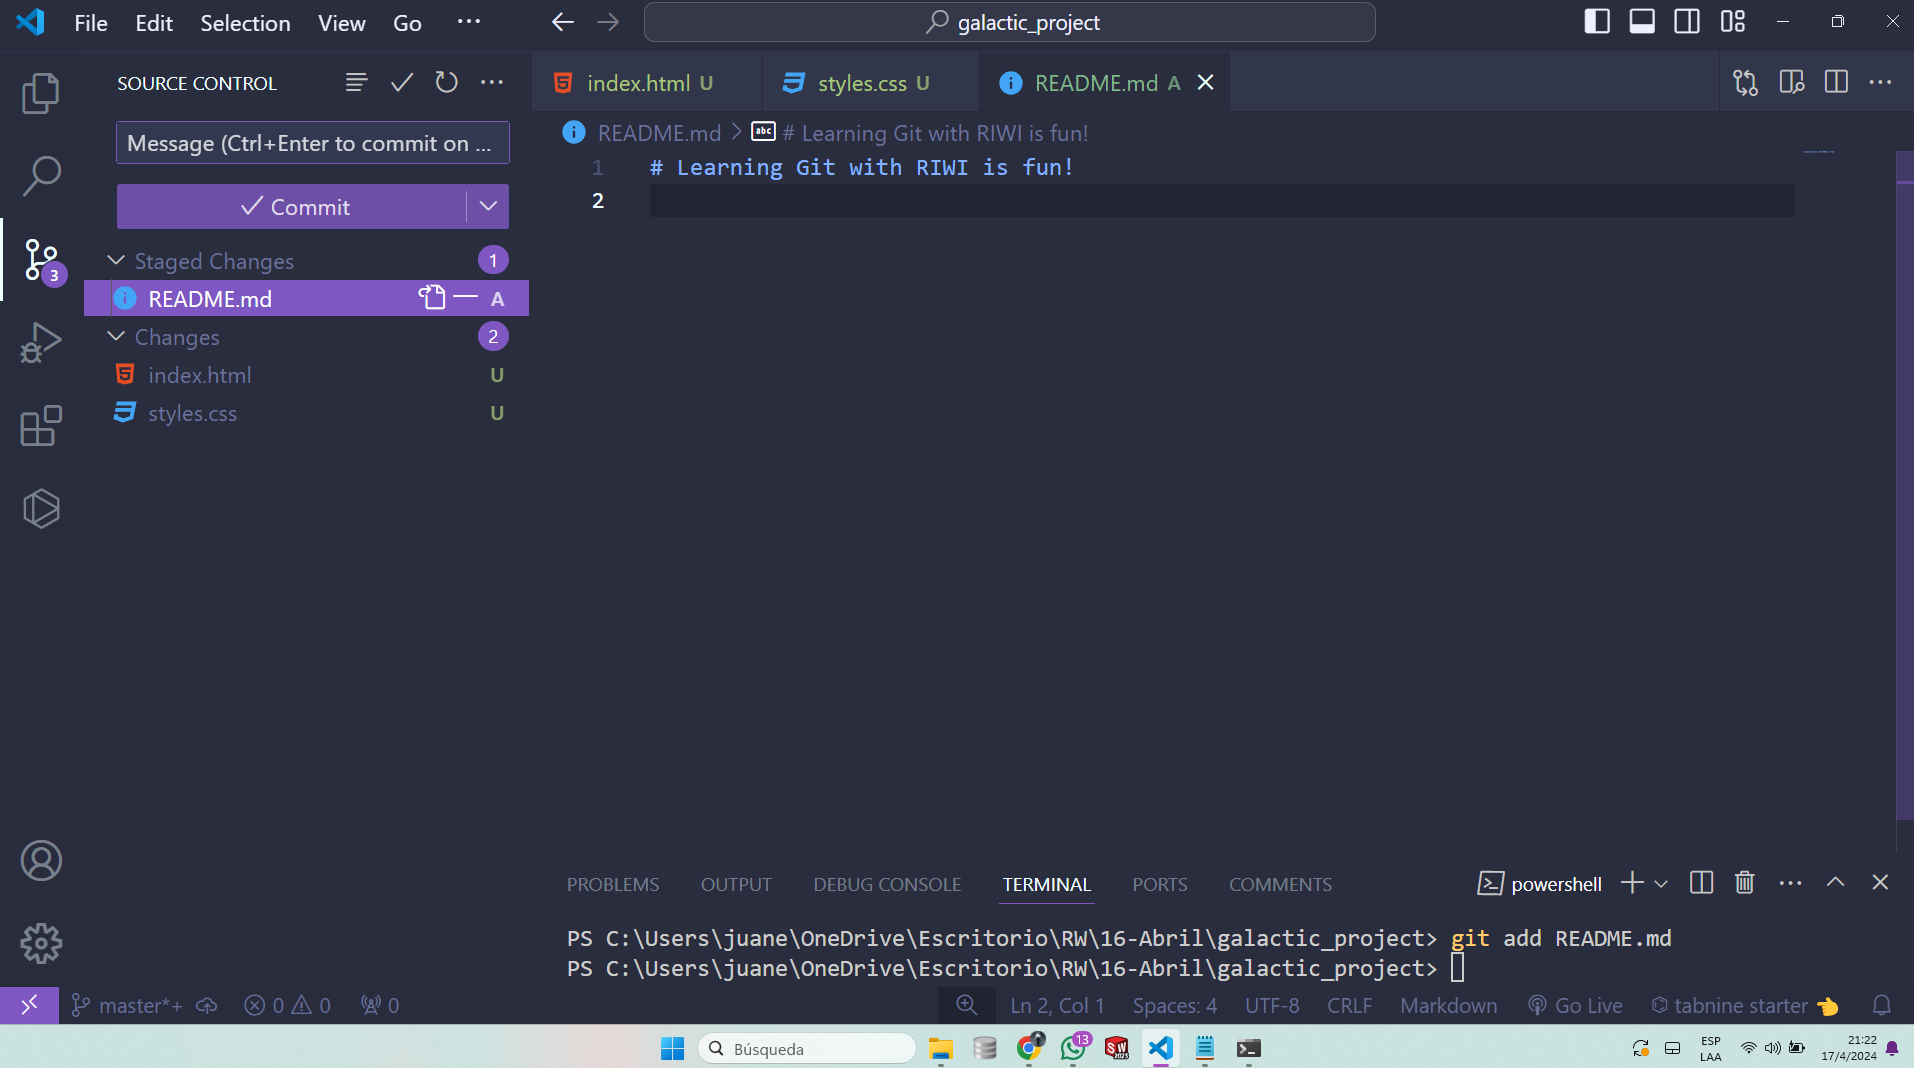 File Edit Selection View Go ··· galactic_project
SOURCE CONTROL
index.html U styles.css U README.md A
README.md > abc # Learning Git with RIWI is fun!
Message (Ctrl+Enter to commit on ...
1 # Learning Git with RIWI is fun!
2
Commit
Staged Changes 1
README.md A
3
Changes 2
index.html U
styles.css U
PROBLEMS OUTPUT DEBUG CONSOLE TERMINAL PORTS COMMENTS powershell
PS C:\Users\juane\OneDrive\Escritorio\RW\16-Abril\galactic_project> git add README.md
PS C:\Users\juane\OneDrive\Escritorio\RW\16-Abril\galactic_project>
master*+ 0 0 0 Ln 2, Col 1 Spaces: 4 UTF-8 CRLF Markdown Go Live tabnine starter
Búsqueda 13 SW 2023 ESP LAA 21:22 17/4/2024